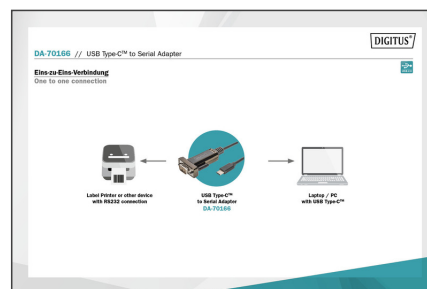 DIGITUS®
DA-70166 // USB Type-C™ to Serial Adapter
Eins-zu-Eins-Verbindung
One to one connection
Label Printer or other device
with RS232 connection
USB Type-C™
to Serial Adapter
DA-70166
Laptop / PC
with USB Type-C™